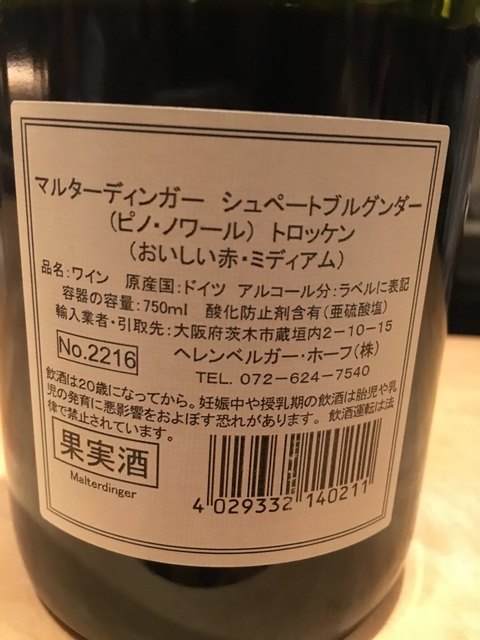 マルターディンガー シュペートブルグンダー
(ピノ・ノワール) トロッケン
(おいしい赤・ミディアム)
品名:ワイン 原産国:ドイツ アルコール分:ラベルに表記
容器の容量:750ml 酸化防止剤含有(亜硫酸塩)
輸入業者・引取先:大阪府茨木市蔵垣内2-10-15
No.2216 ヘレンベルガー・ホーフ(株)
TEL. 072-624-7540
飲酒は20歳になってから。妊娠中や授乳期の飲酒は胎児や乳
児の発育に悪影響をおよぼす恐れがあります。飲酒運転は法
律で禁止されています。
果実酒
Malterdinger
4 029332 140211